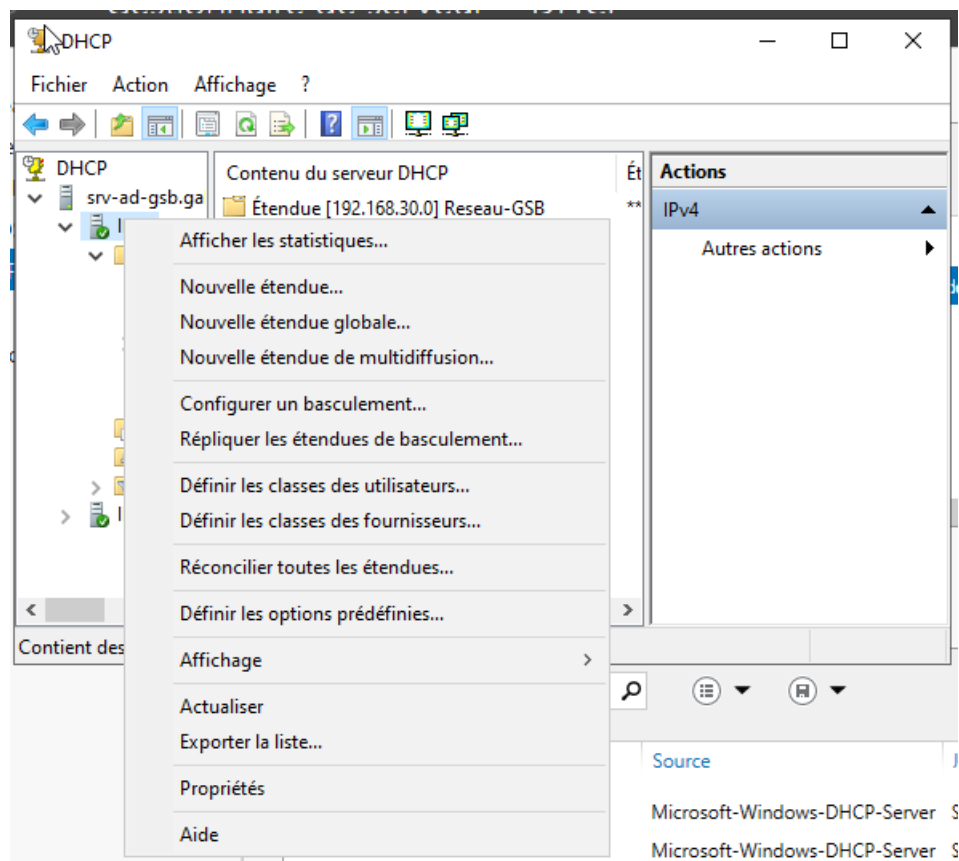 DHCP
Fichier Action Affichage ?
DHCP
srv-ad-gsb.ga
Contenu du serveur DHCP
Ét
Étendue [192.168.30.0] Reseau-GSB
**
Actions
IPv4
Autres actions
Afficher les statistiques...
Nouvelle étendue...
Nouvelle étendue globale...
Nouvelle étendue de multidiffusion...
Configurer un basculement...
Répliquer les étendues de basculement...
Définir les classes des utilisateurs...
Définir les classes des fournisseurs...
Réconcilier toutes les étendues...
Définir les options prédéfinies...
Contient des
Affichage
Actualiser
Exporter la liste...
Propriétés
Aide
Source
Microsoft-Windows-DHCP-Server
Microsoft-Windows-DHCP-Server